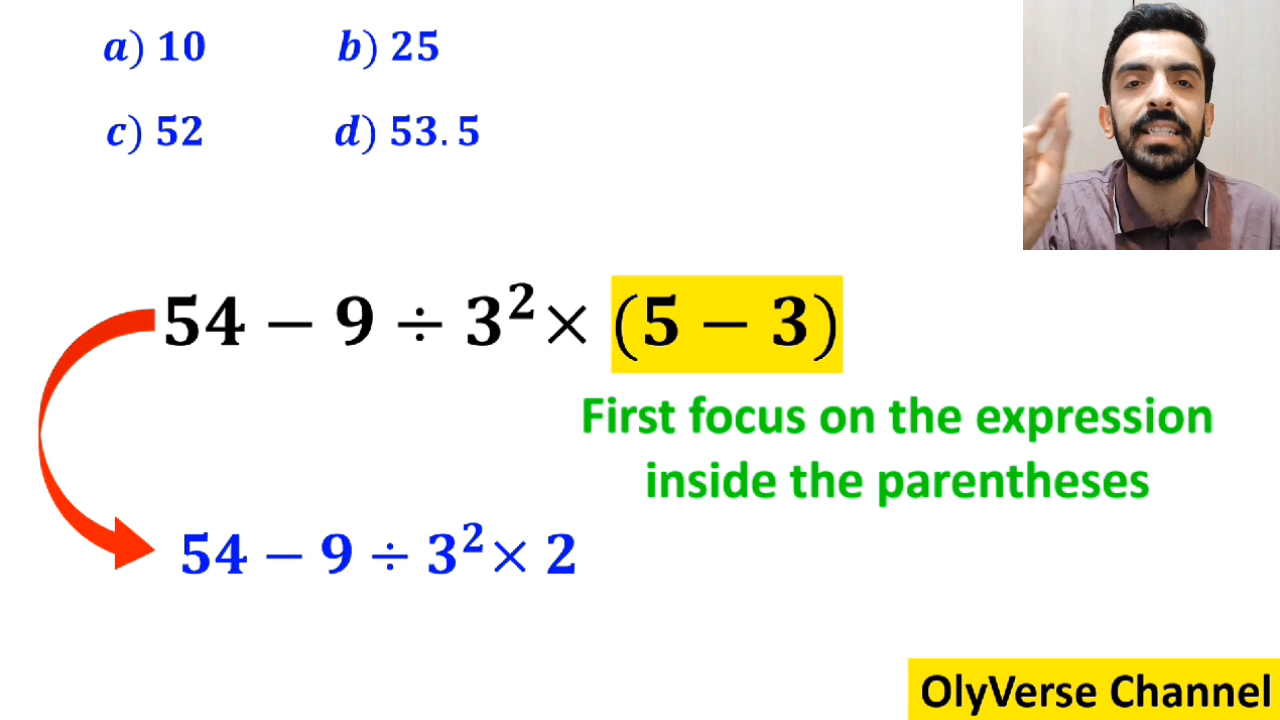 a) 10 b) 25
c) 52 d) 53.5
54 − 9 ÷ 3² × (5 − 3)
First focus on the expression
inside the parentheses
54 − 9 ÷ 3² × 2
OlyVerse Channel